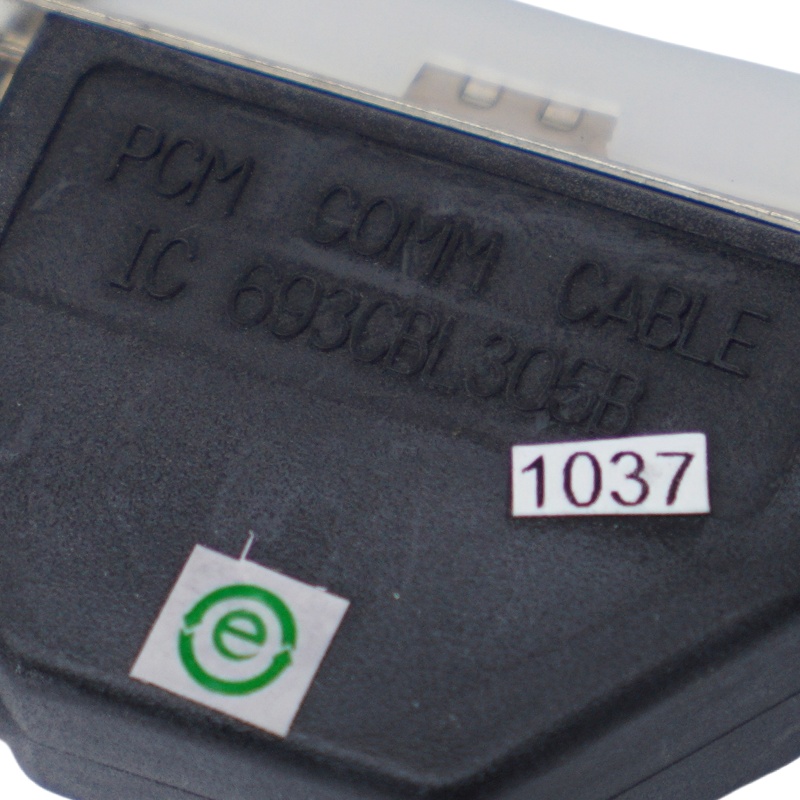 PCM COMM CABLE
IC 693CBL305B
1037
e